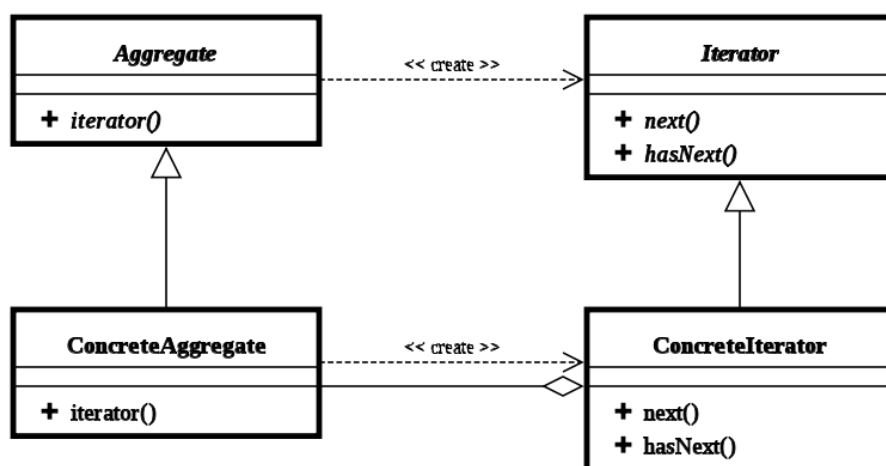 Aggregate
<< create >>
Iterator
+ iterator()
+ next()
+ hasNext()
ConcreteAggregate
<< create >>
ConcreteIterator
+ iterator()
+ next()
+ hasNext()